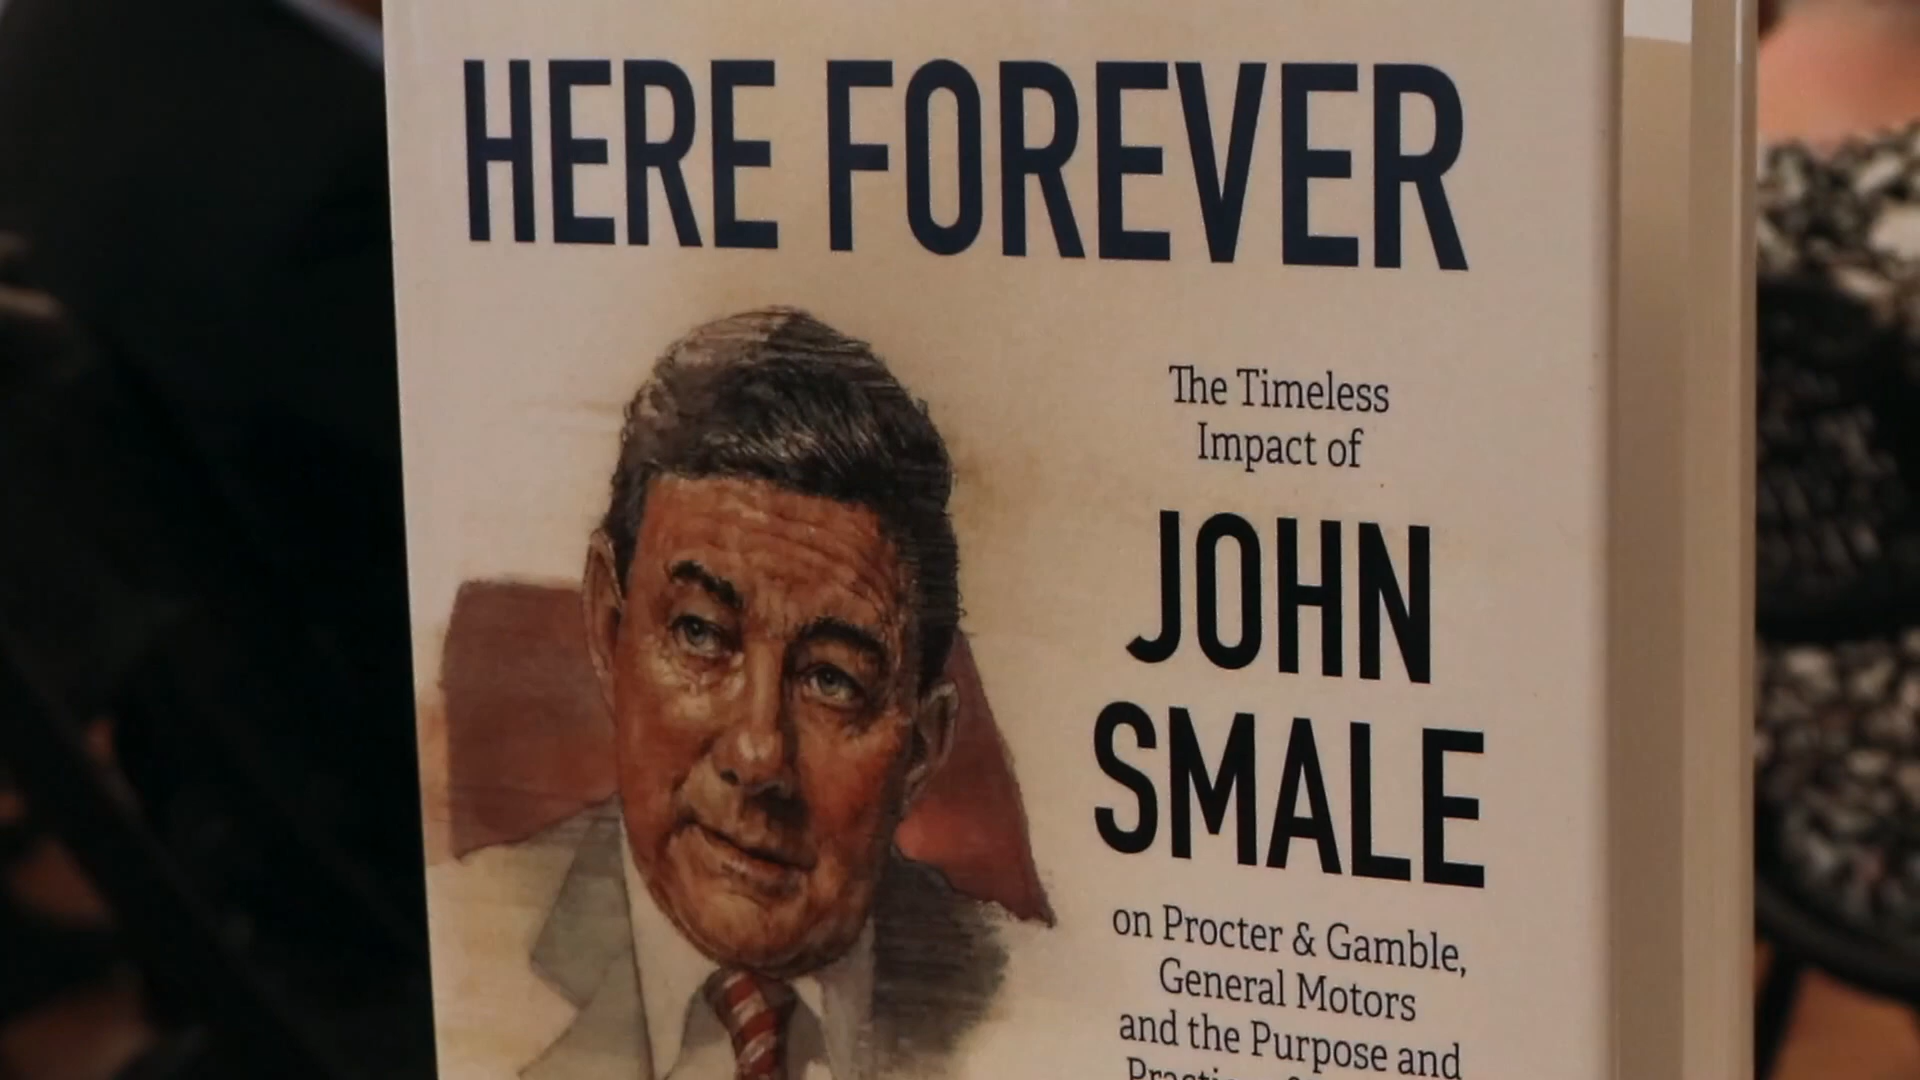 HERE FOREVER
The Timeless
Impact of
JOHN
SMALE
on Procter & Gamble,
General Motors
and the Purpose and